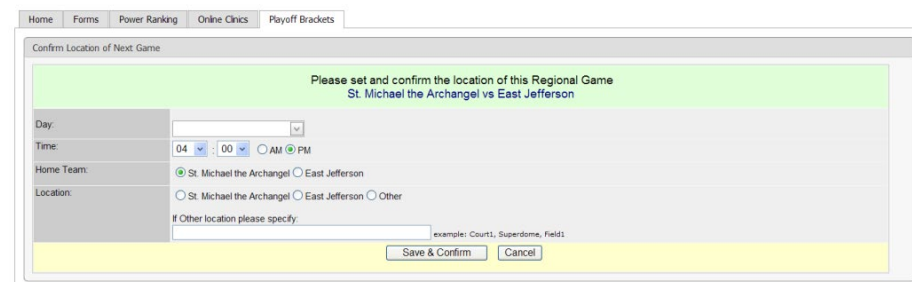 Home Forms Power Ranking Online Clinics Playoff Brackets
Confirm Location of Next Game
Please set and confirm the location of this Regional Game
St. Michael the Archangel vs East Jefferson
Day:
Time: 04 : 00 AM PM
Home Team: St. Michael the Archangel East Jefferson
Location: St. Michael the Archangel East Jefferson Other
If Other location please specify:
example: Court1, Superdome, Field1
Save & Confirm Cancel